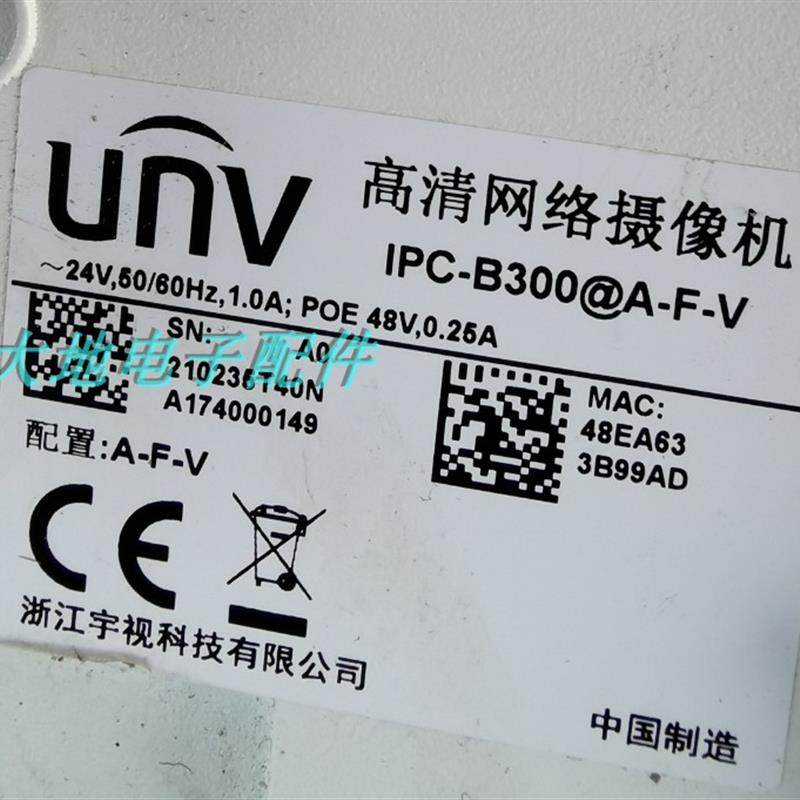 unv
高清网络摄像机
IPC-B300@A-F-V
～24V,50/60Hz,1.0A; POE 48V,0.25A
SN: A0
210235T40N
A174000149
MAC:
48EA63
3B99AD
大地电子配件
配置:A-F-V
CE
浙江宇视科技有限公司
中国制造